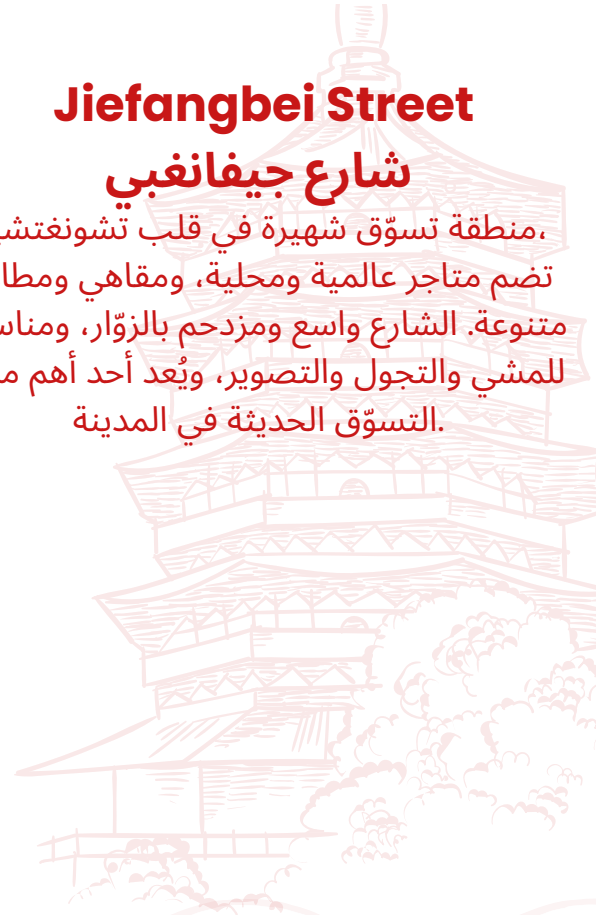 Jiefangbei Street
شارع جيفانغبي
،منطقة تسوّق شهيرة في قلب تشونغتشي
تضم متاجر عالمية ومحلية، ومقاهي ومطا
متنوعة. الشارع واسع ومزدحم بالزوّار، ومناس
للمشي والتجول والتصوير، ويُعد أحد أهم م
.التسوّق الحديثة في المدينة